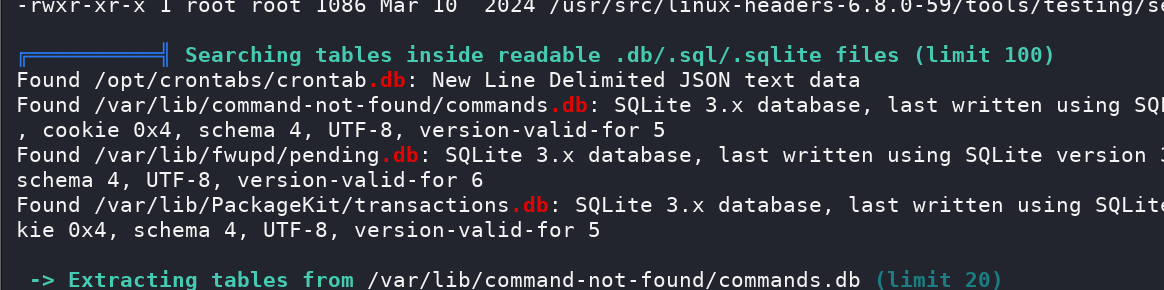 -rwxr-xr-x 1 root root 1086 Mar 10  2024 /usr/src/linux-headers-6.8.0-59/tools/testing/se
╔══════════╣ Searching tables inside readable .db/.sql/.sqlite files (limit 100)
Found /opt/crontabs/crontab.db: New Line Delimited JSON text data
Found /var/lib/command-not-found/commands.db: SQLite 3.x database, last written using SQL
, cookie 0x4, schema 4, UTF-8, version-valid-for 5
Found /var/lib/fwupd/pending.db: SQLite 3.x database, last written using SQLite version 3
schema 4, UTF-8, version-valid-for 6
Found /var/lib/PackageKit/transactions.db: SQLite 3.x database, last written using SQLite
kie 0x4, schema 4, UTF-8, version-valid-for 5
 -> Extracting tables from /var/lib/command-not-found/commands.db (limit 20)